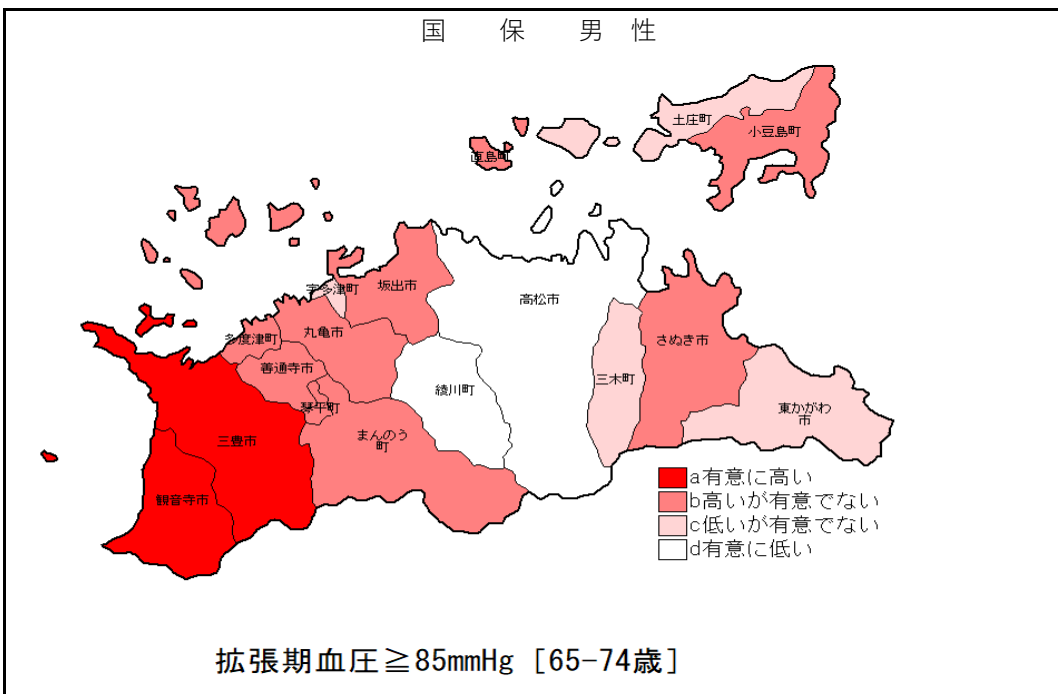 国 保 男 性
土庄町
小豆島町
直島町
宇多津町
坂出市
高松市
多度津町
丸亀市
さぬき市
善通寺市
綾川町
三木町
琴平町
東かがわ
市
まんのう
町
三豊市
観音寺市
a有意に高い
b高いが有意でない
c低いが有意でない
d有意に低い
拡張期血圧≧85mmHg [65-74歳]